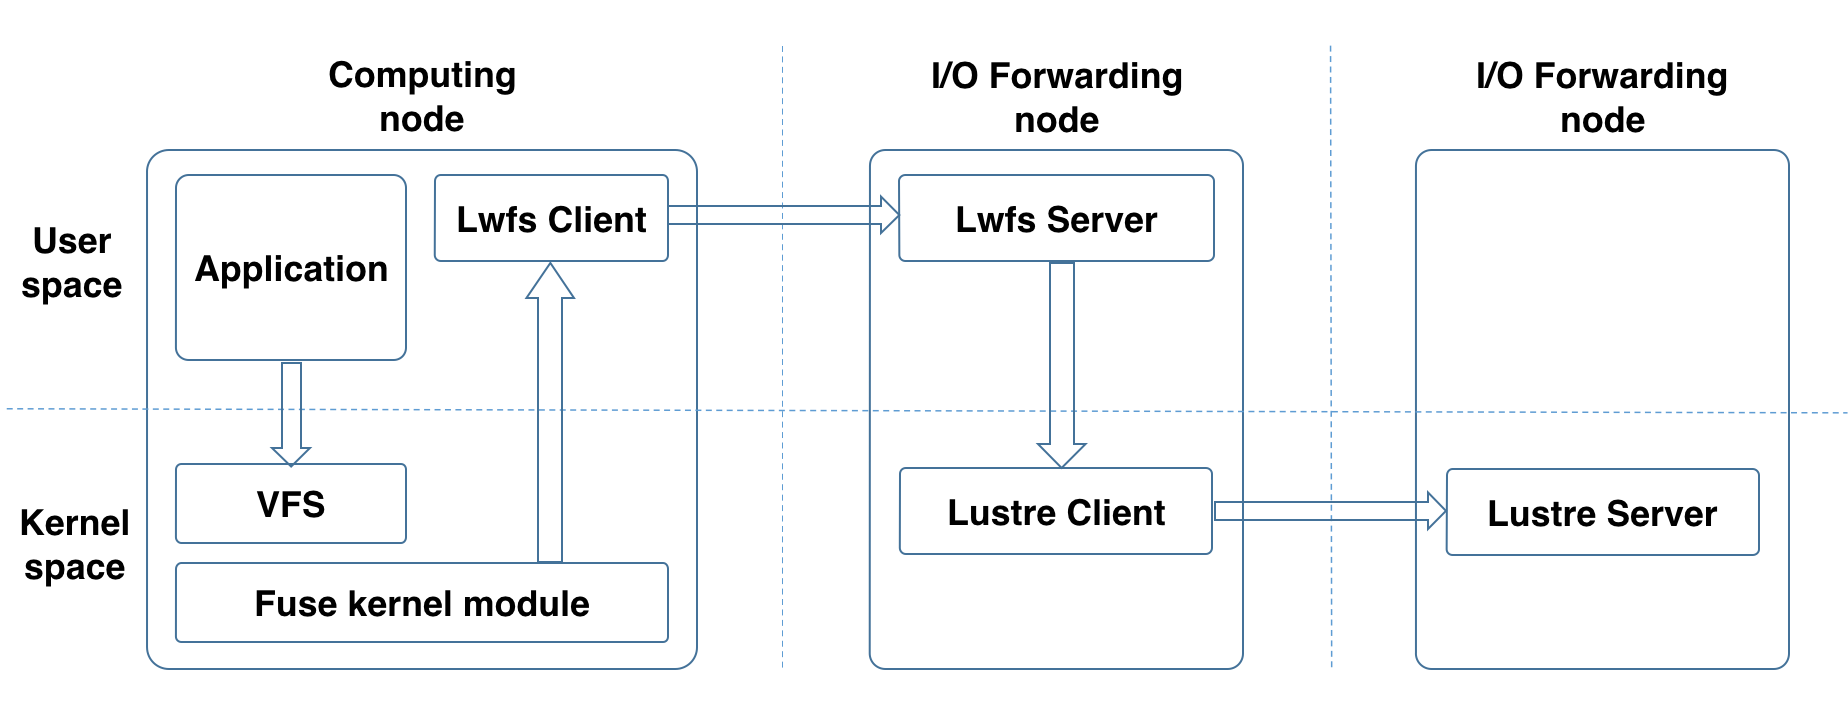 Computing
node
I/O Forwarding
node
I/O Forwarding
node
User
space
Application
Lwfs Client
Lwfs Server
Kernel
space
VFS
Fuse kernel module
Lustre Client
Lustre Server